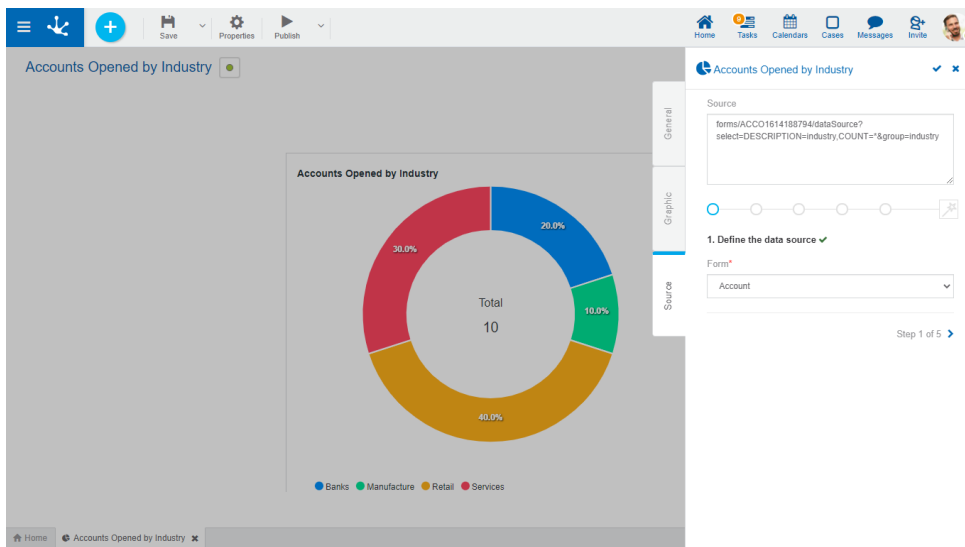 Save
Properties
Publish
Home
Tasks
Calendars
Cases
Messages
Invite
0
Accounts Opened by Industry
Accounts Opened by Industry
20.0%
10.0%
40.0%
30.0%
Total
10
Banks
Manufacture
Retail
Services
General
Graphic
Source
Accounts Opened by Industry
Source
forms/ACCO1614188794/dataSource?
select=DESCRIPTION=industry,COUNT=*&group=industry
1. Define the data source
Form*
Account
Step 1 of 5
Home
Accounts Opened by Industry